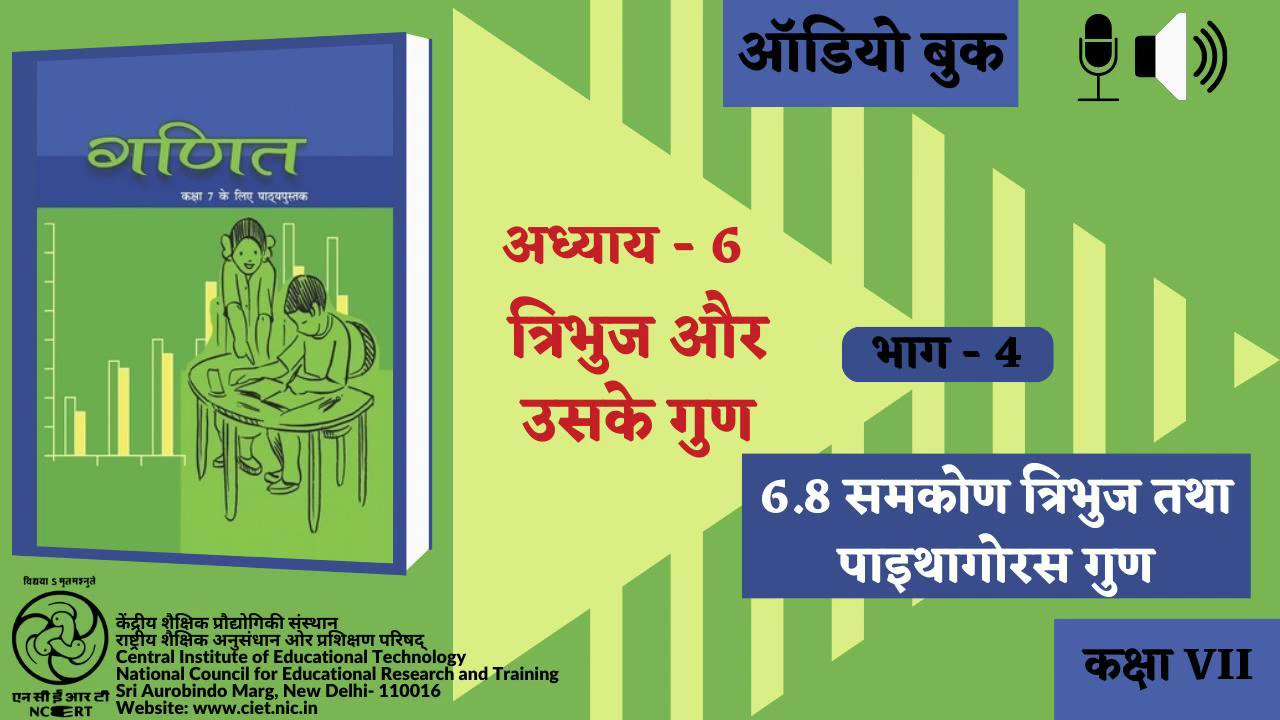 ऑडियो बुक
गणित
कक्षा 7 के लिए पाठ्यपुस्तक
अध्याय - 6
त्रिभुज और
उसके गुण
भाग - 4
6.8 समकोण त्रिभुज तथा
पाइथागोरस गुण
कक्षा VII
विद्यया ऽ मृतमश्नुते
एन सी ई आर टी
NCERT
केंद्रीय शैक्षिक प्रौद्योगिकी संस्थान
राष्ट्रीय शैक्षिक अनुसंधान ओर प्रशिक्षण परिषद्
Central Institute of Educational Technology
National Council for Educational Research and Training
Sri Aurobindo Marg, New Delhi- 110016
Website: www.ciet.nic.in